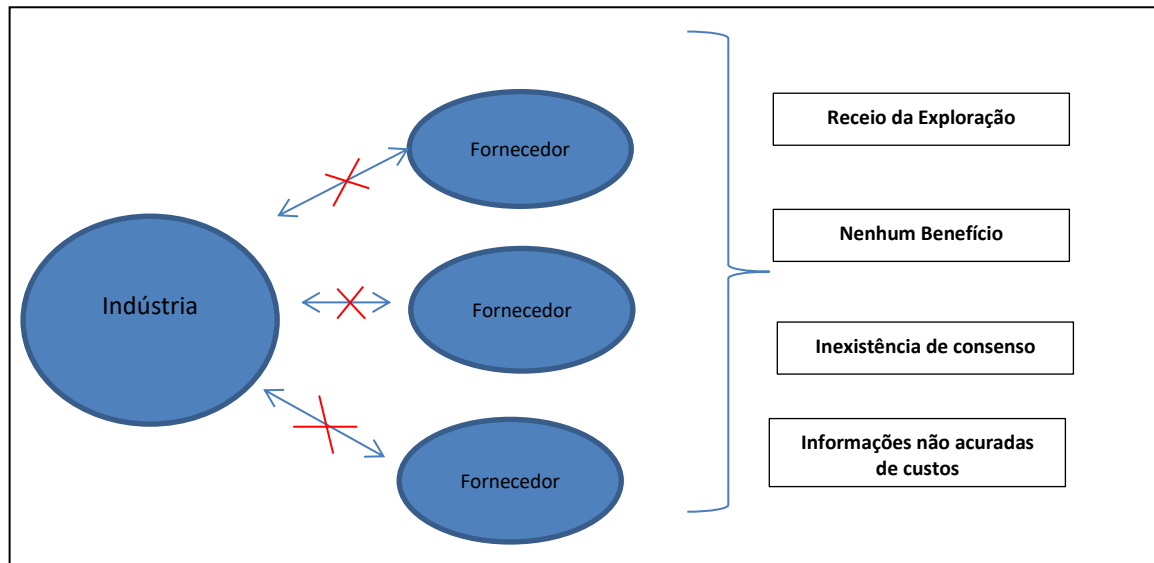 Indústria
Fornecedor
Fornecedor
Fornecedor
Receio da Exploração
Nenhum Benefício
Inexistência de consenso
Informações não acuradas
de custos